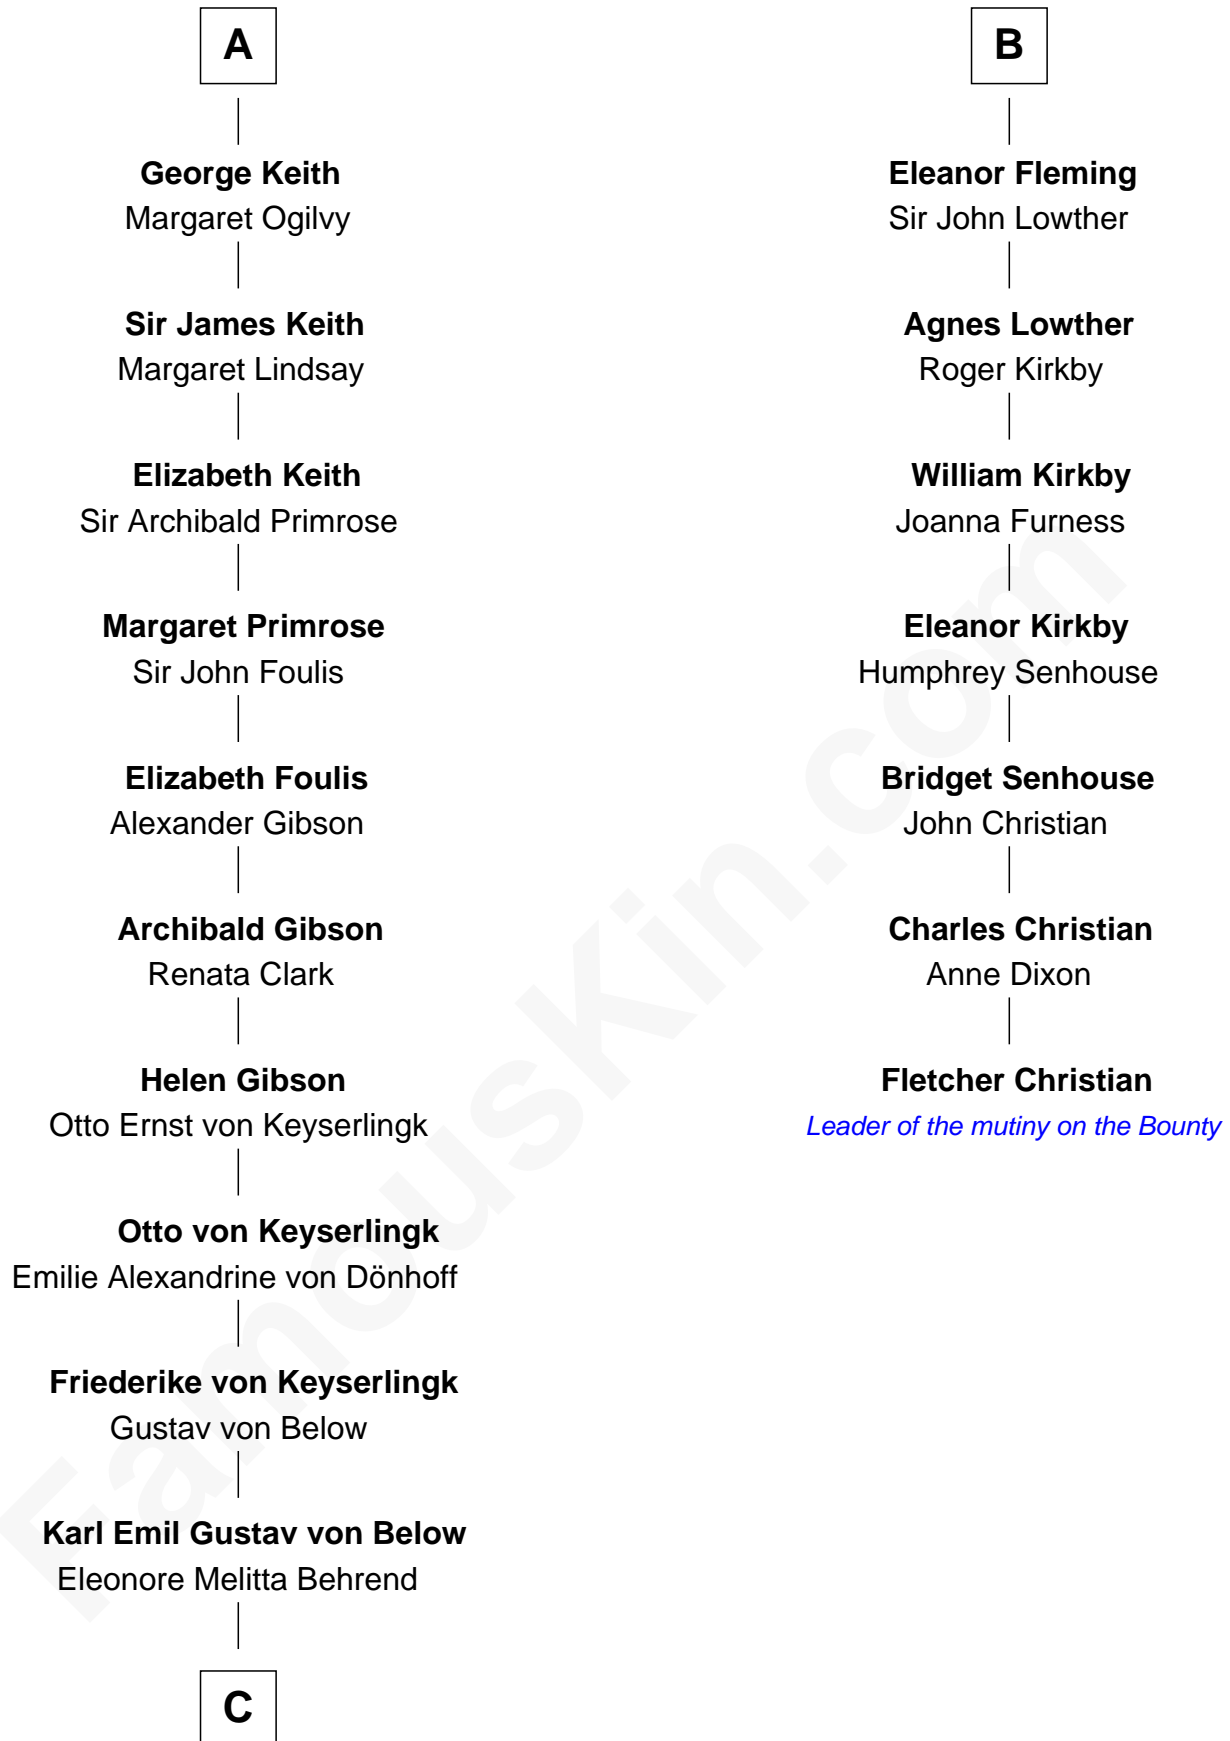 A
George Keith
Margaret Ogilvy
Sir James Keith
Margaret Lindsay
Elizabeth Keith
Sir Archibald Primrose
Margaret Primrose
Sir John Foulis
Elizabeth Foulis
Alexander Gibson
Archibald Gibson
Renata Clark
Helen Gibson
Otto Ernst von Keyserlingk
Otto von Keyserlingk
Emilie Alexandrine von Dönhoff
Friederike von Keyserlingk
Gustav von Below
Karl Emil Gustav von Below
Eleonore Melitta Behrend
C
B
Eleanor Fleming
Sir John Lowther
Agnes Lowther
Roger Kirkby
William Kirkby
Joanna Furness
Eleanor Kirkby
Humphrey Senhouse
Bridget Senhouse
John Christian
Charles Christian
Anne Dixon
Fletcher Christian
Leader of the mutiny on the Bounty
FamousKin.com